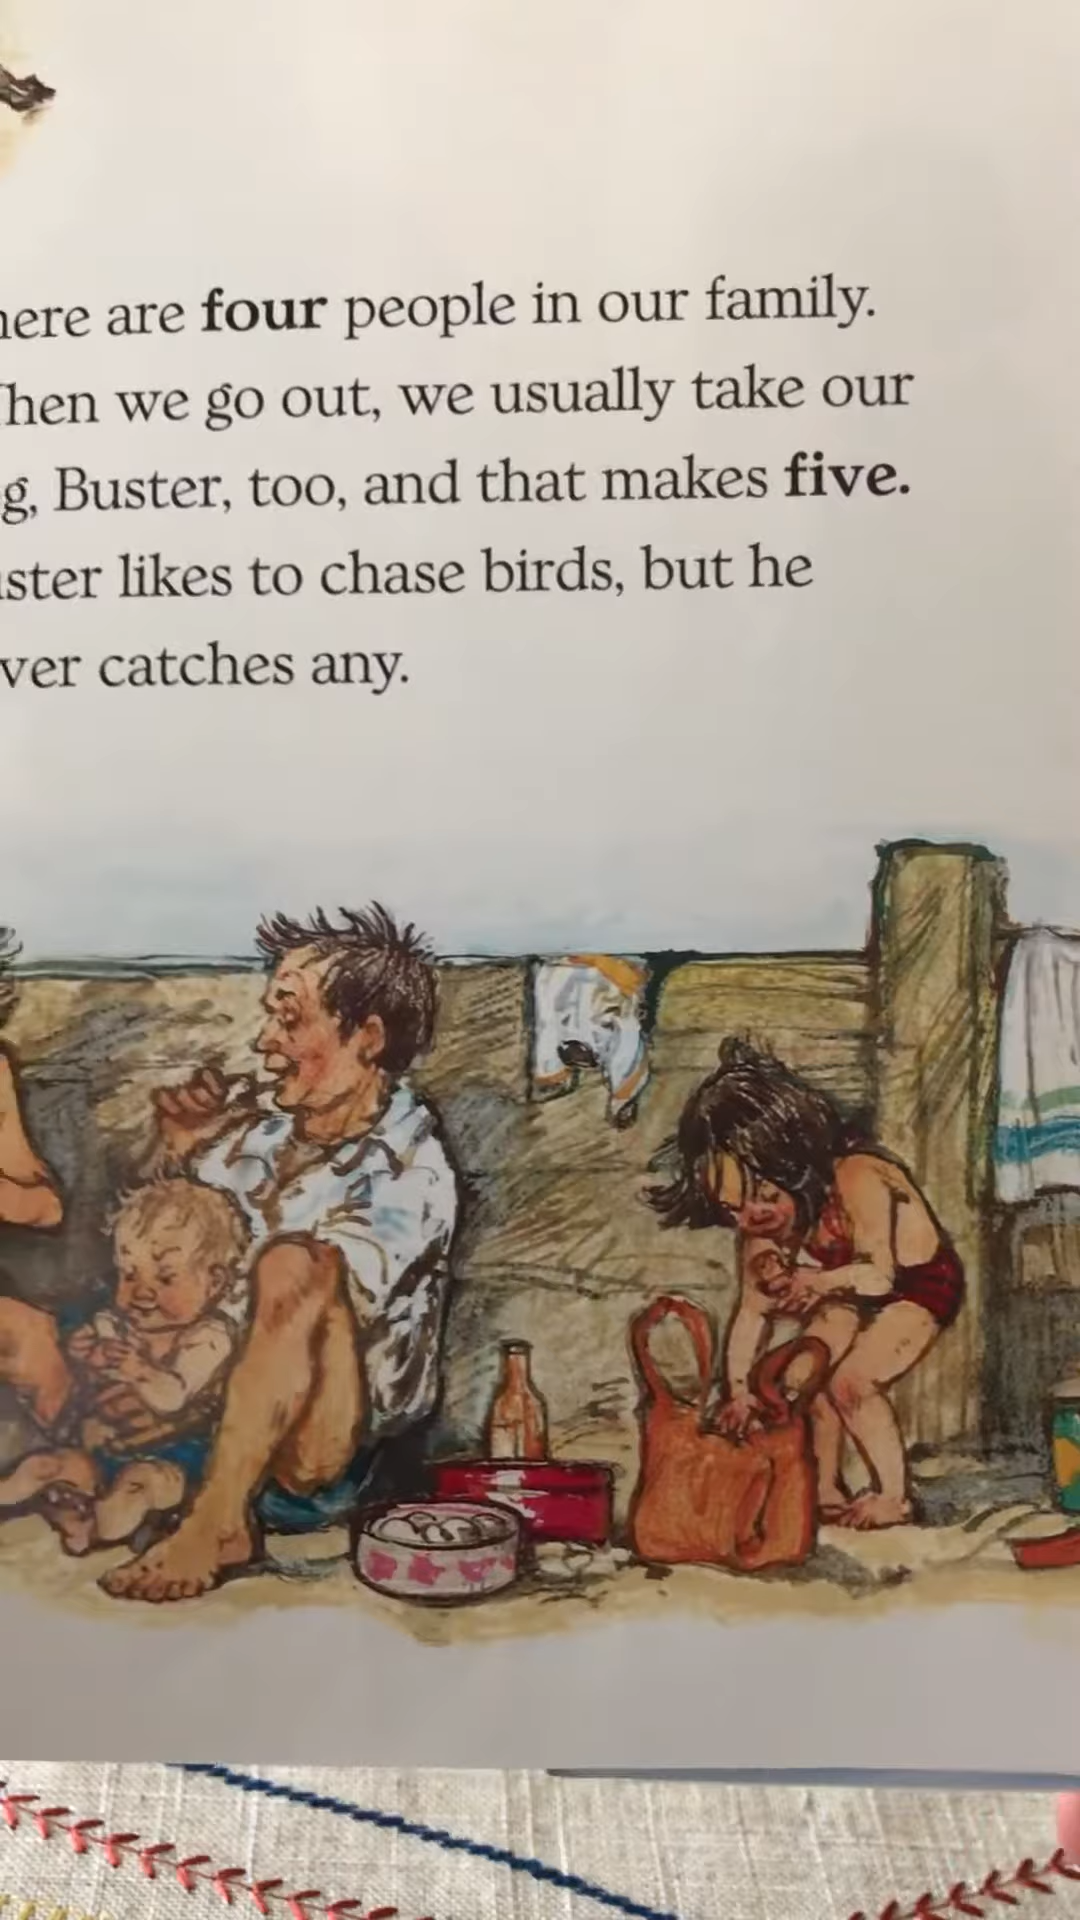 here are four people in our family.
hen we go out, we usually take our
g, Buster, too, and that makes five.
ster likes to chase birds, but he
ver catches any.